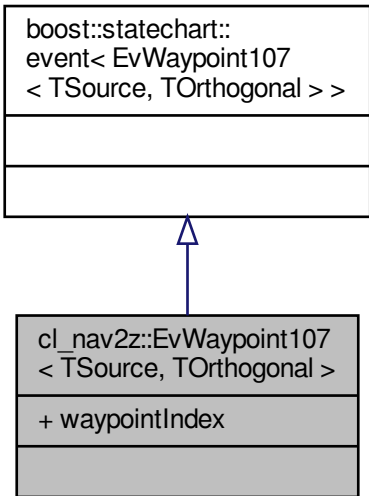 boost::statechart::
event< EvWaypoint107
< TSource, TOrthogonal > >
cl_nav2z::EvWaypoint107
< TSource, TOrthogonal >
+ waypointIndex